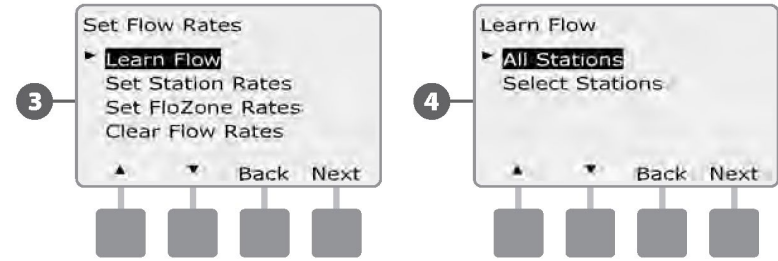 3
Set Flow Rates
► Learn Flow
Set Station Rates
Set FloZone Rates
Clear Flow Rates
▲ ▼ Back Next
4
Learn Flow
► All Stations
Select Stations
▲ ▼ Back Next